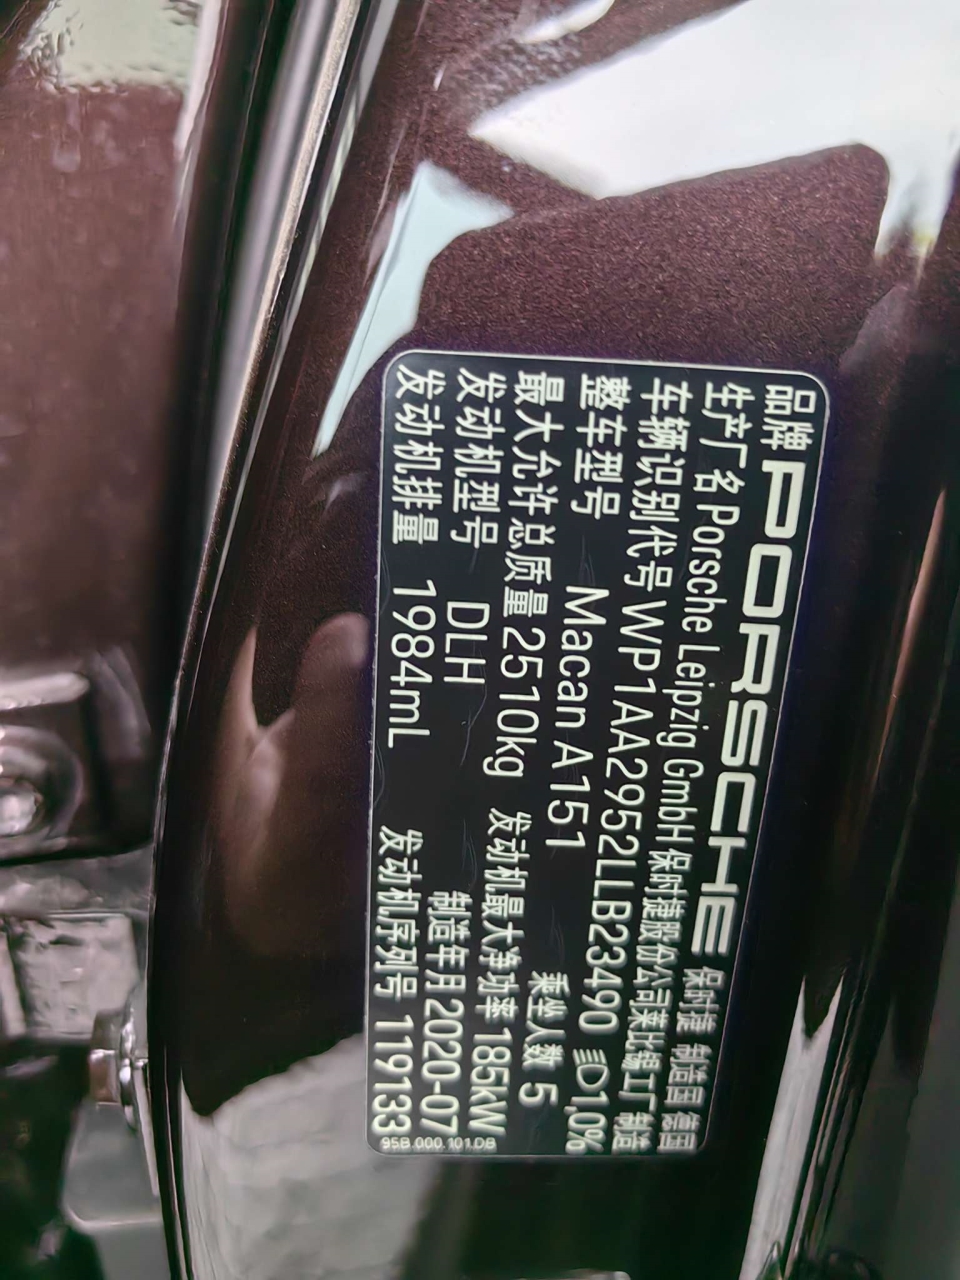 品牌 PORSCHE 保时捷 制造国 德国
生产厂名 Porsche Leipzig GmbH 保时捷股份公司莱比锡工厂制造
车辆识别代号 WP1AA2952LLB23490 1,0%
整车型号 Macan A151 乘坐人数 5
最大允许总质量 2510kg 发动机最大净功率 185kW
发动机型号 DLH 制造年月 2020-07
发动机排量 1984mL 发动机序列号 119133
95B.000.101.DB